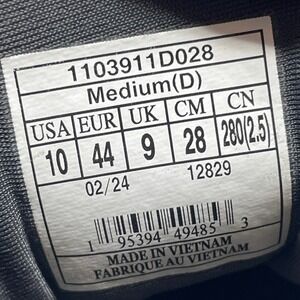 1103911D028
Medium(D)
USA EUR UK CM CN
10 44 9 28 280(2.5)
02/24 12829
1 95394 49485 3
MADE IN VIETNAM
FABRIQUE AU VIETNAM